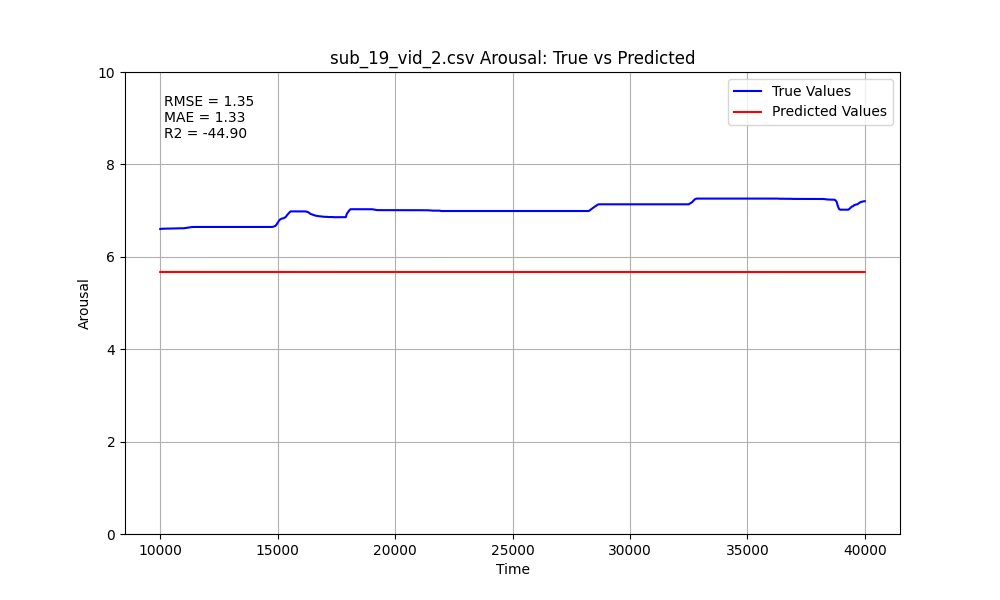 sub_19_vid_2.csv Arousal: True vs Predicted
RMSE = 1.35
MAE = 1.33
R2 = -44.90
True Values
Predicted Values
10
8
6
4
2
0
Arousal
10000 15000 20000 25000 30000 35000 40000
Time